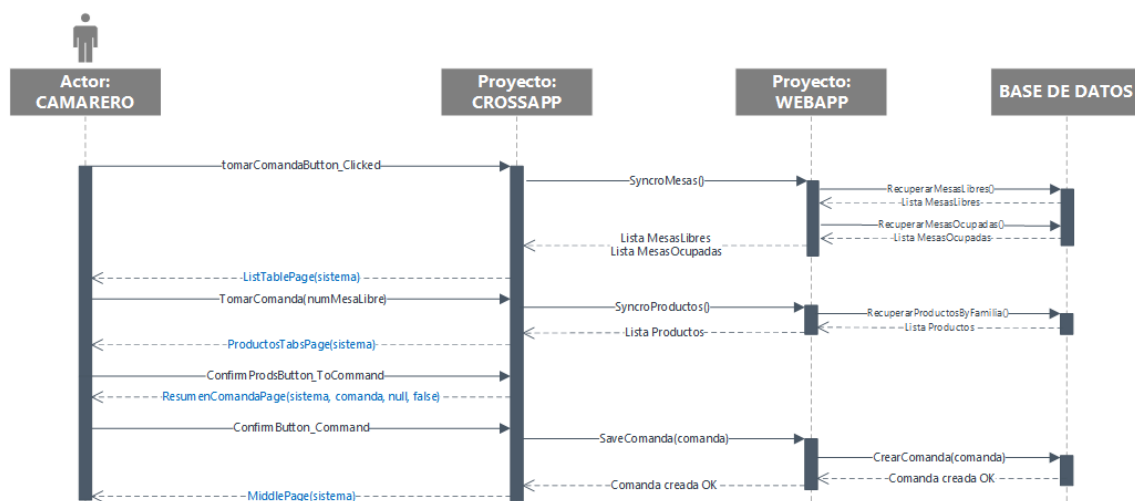 Actor:
CAMARERO
Proyecto:
CROSSAPP
Proyecto:
WEBAPP
BASE DE DATOS
tomarComandaButton_Clicked
SyncroMesas()
RecuperarMesasLibres()
Lista MesasLibres
RecuperarMesasOcupadas()
Lista MesasOcupadas
Lista MesasLibres
Lista MesasOcupadas
ListTablePage(sistema)
TomarComanda(numMesaLibre)
SyncroProductos()
RecuperarProductosByFamilia()
Lista Productos
Lista Productos
ProductosTabsPage(sistema)
ConfirmProdsButton_ToCommand
ResumenComandaPage(sistema, comanda, null, false)
ConfirmButton_Command
SaveComanda(comanda)
CrearComanda(comanda)
Comanda creada OK
Comanda creada OK
MiddlePage(sistema)